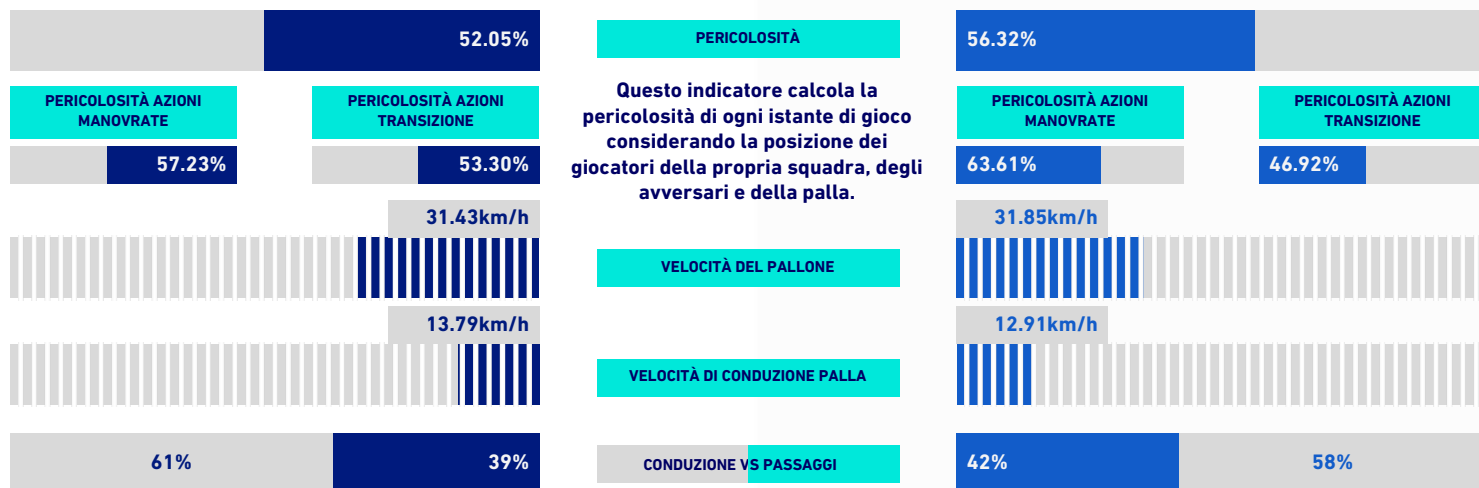 52.05%
PERICOLOSITÀ
56.32%
PERICOLOSITÀ AZIONI
MANOVRATE
PERICOLOSITÀ AZIONI
TRANSIZIONE
57.23%
53.30%
Questo indicatore calcola la
pericolosità di ogni istante di gioco
considerando la posizione dei
giocatori della propria squadra, degli
avversari e della palla.
PERICOLOSITÀ AZIONI
MANOVRATE
PERICOLOSITÀ AZIONI
TRANSIZIONE
63.61%
46.92%
31.43km/h
VELOCITÀ DEL PALLONE
31.85km/h
13.79km/h
VELOCITÀ DI CONDUZIONE PALLA
12.91km/h
61%
39%
CONDUZIONE VS PASSAGGI
42%
58%